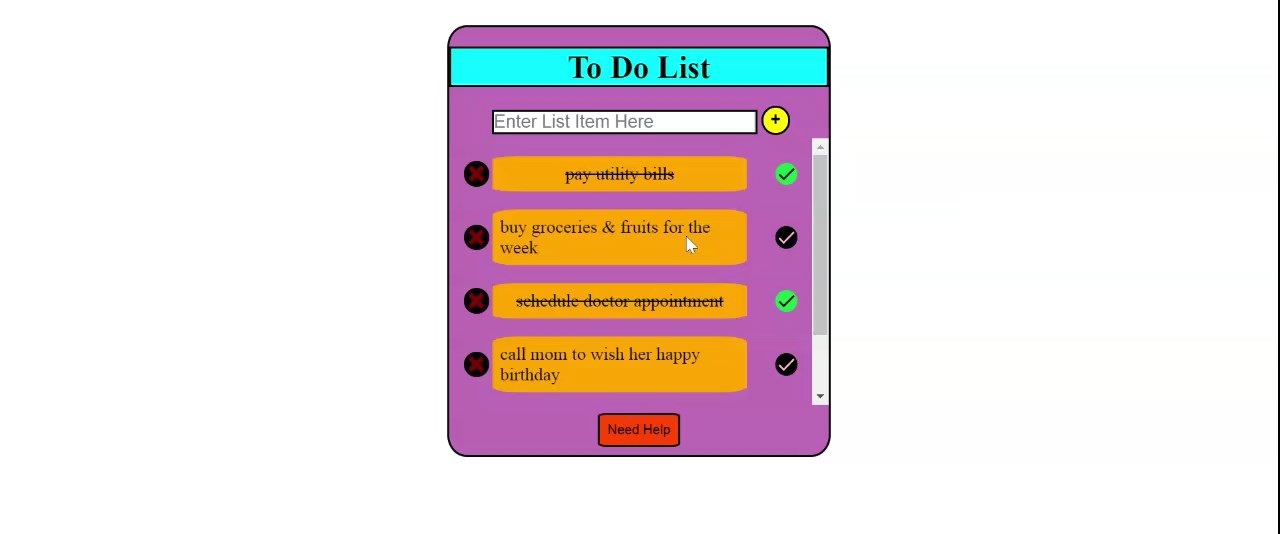 To Do List
Enter List Item Here
+
pay utility bills
buy groceries & fruits for the
week
schedule doctor appointment
call mom to wish her happy
birthday
Need Help